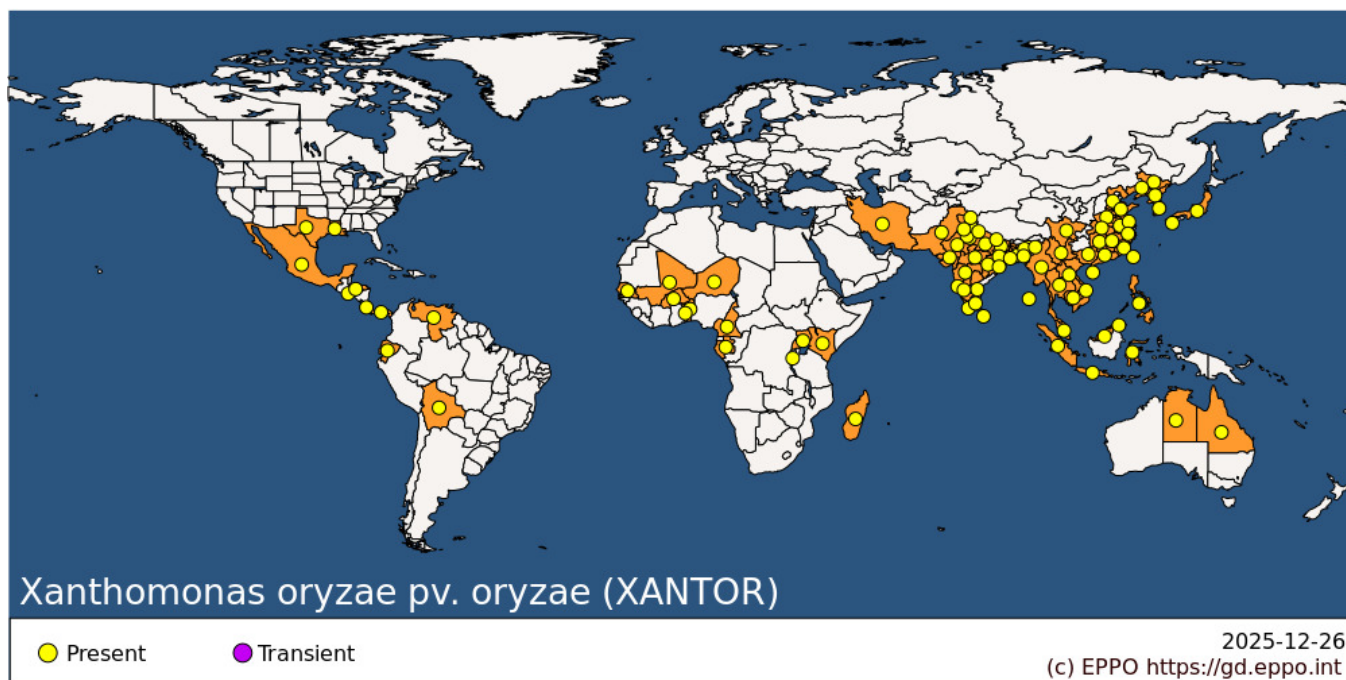 Xanthomonas oryzae pv. oryzae (XANTOR)
Present
Transient
2025-12-26
(c) EPPO https://gd.eppo.int